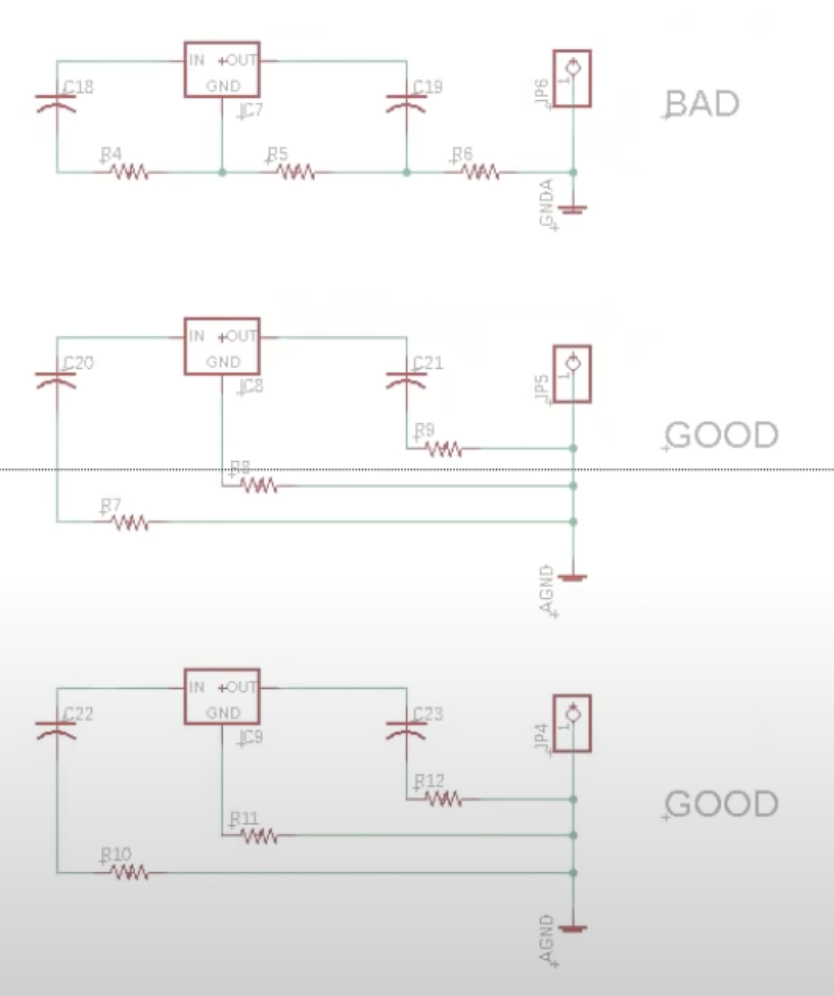 IN +OUT
GND
C18
IC7
C19
JP6
1
BAD
R4
R5
R6
GNDA
IN +OUT
GND
C20
IC8
C21
JP5
1
R9
GOOD
R8
R7
AGND
IN +OUT
GND
C22
IC9
C23
JP4
1
R12
GOOD
R11
R10
AGND